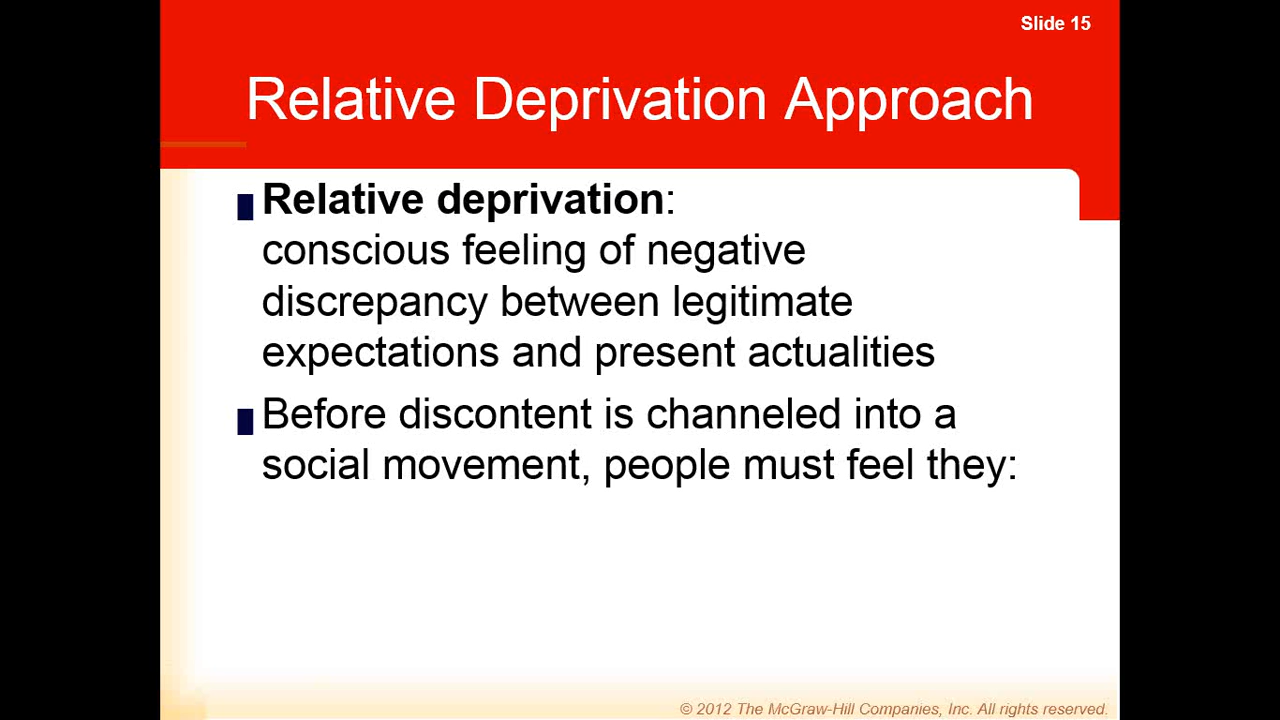 Slide 15
Relative Deprivation Approach
Relative deprivation:
conscious feeling of negative
discrepancy between legitimate
expectations and present actualities
Before discontent is channeled into a
social movement, people must feel they:
© 2012 The McGraw-Hill Companies, Inc. All rights reserved.